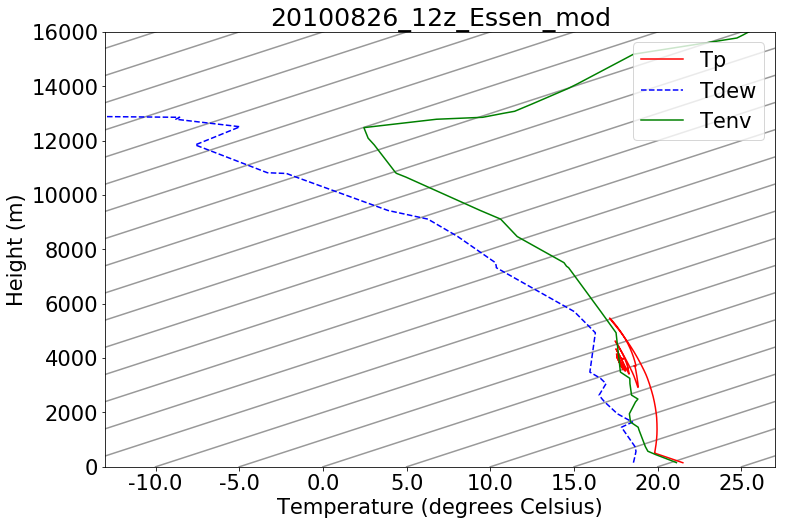 20100826_12z_Essen_mod
16000
14000
12000
10000
8000
6000
4000
2000
0
Height (m)
Tp
Tdew
Tenv
-10.0 -5.0 0.0 5.0 10.0 15.0 20.0 25.0
Temperature (degrees Celsius)